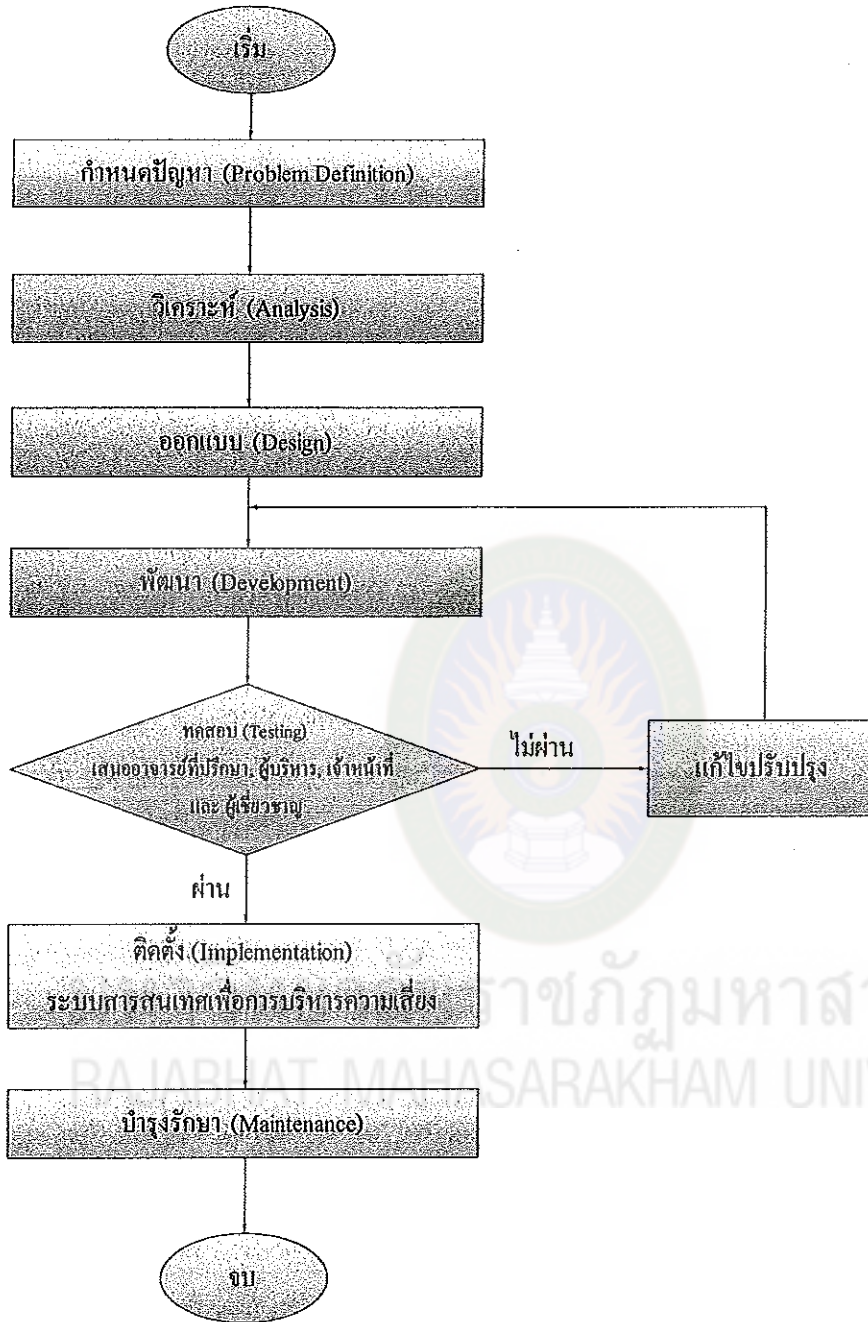 เริ่ม
กำหนดปัญหา (Problem Definition)
วิเคราะห์ (Analysis)
ออกแบบ (Design)
พัฒนา (Development)
ทดสอบ (Testing)
เสนออาจารย์ที่ปรึกษา, ผู้บริหาร, เจ้าหน้าที่
และ ผู้เชี่ยวชาญ
ไม่ผ่าน
แก้ไขปรับปรุง
ผ่าน
ติดตั้ง (Implementation)
ระบบสารสนเทศเพื่อการบริหารความเสี่ยง
ราชภัฏมหาสา
RAJABHAT MAHASARAKHAM UNI
บำรุงรักษา (Maintenance)
จบ